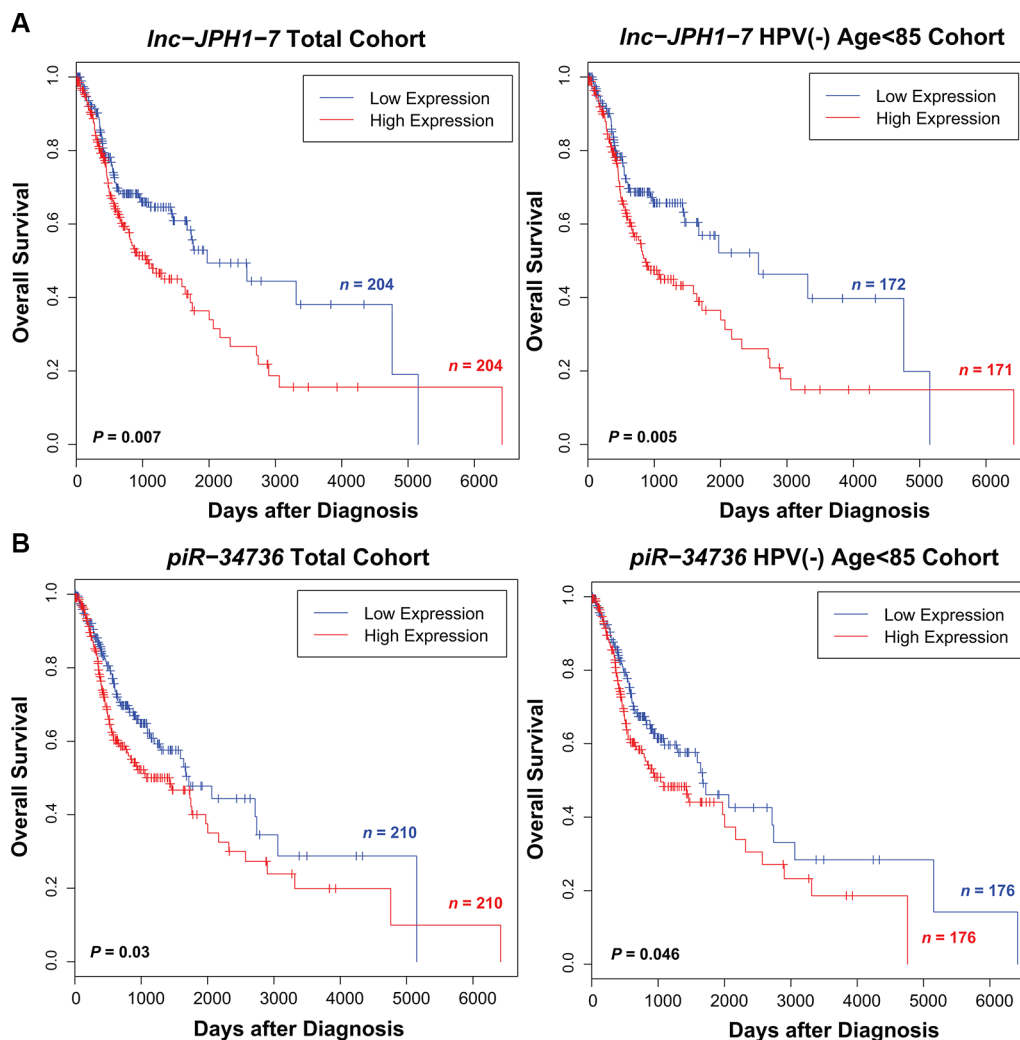 A
lnc−JPH1−7 Total Cohort
Low Expression
High Expression
Overall Survival
1.0
0.8
0.6
0.4
0.2
0.0
n = 204
n = 204
P = 0.007
0 1000 2000 3000 4000 5000 6000
Days after Diagnosis
lnc−JPH1−7 HPV(-) Age<85 Cohort
Low Expression
High Expression
Overall Survival
1.0
0.8
0.6
0.4
0.2
0.0
n = 172
n = 171
P = 0.005
0 1000 2000 3000 4000 5000 6000
Days after Diagnosis
B
piR−34736 Total Cohort
Low Expression
High Expression
Overall Survival
1.0
0.8
0.6
0.4
0.2
0.0
n = 210
n = 210
P = 0.03
0 1000 2000 3000 4000 5000 6000
Days after Diagnosis
piR−34736 HPV(-) Age<85 Cohort
Low Expression
High Expression
Overall Survival
1.0
0.8
0.6
0.4
0.2
0.0
n = 176
n = 176
P = 0.046
0 1000 2000 3000 4000 5000 6000
Days after Diagnosis